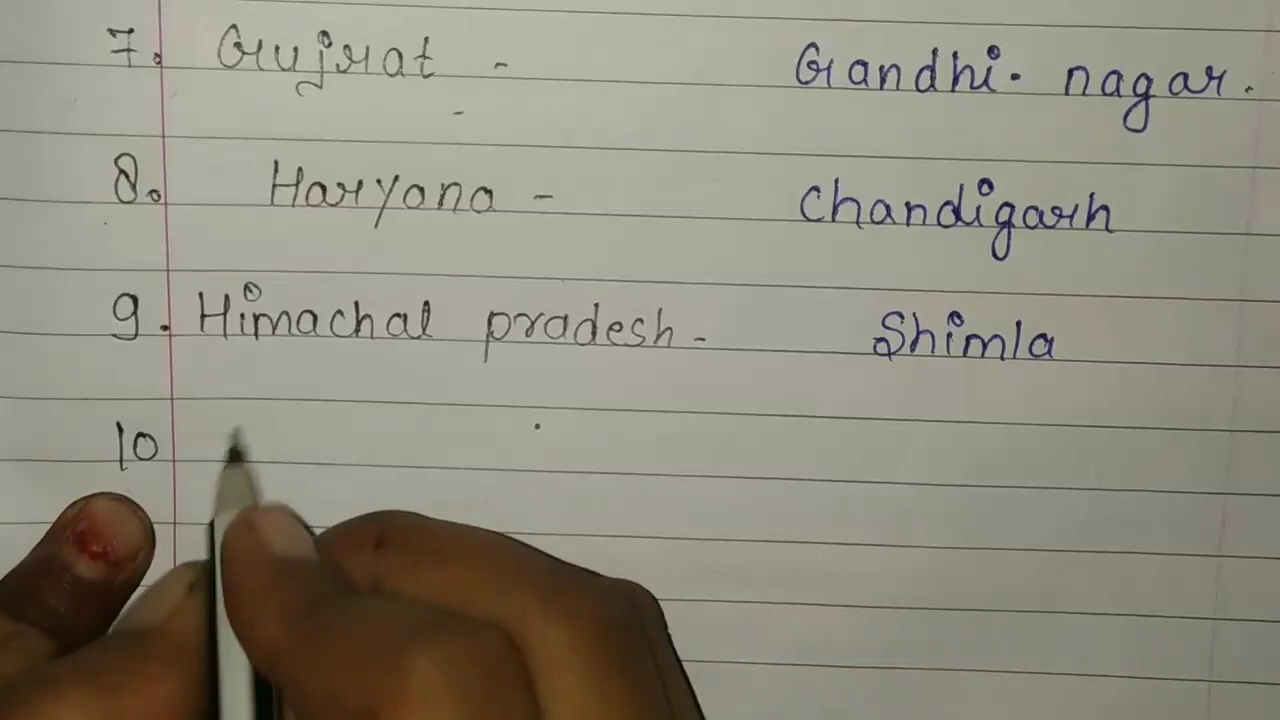 7. Gujrat - Gandhi. nagar.
8. Haryana - Chandigarh
9. Himachal pradesh. - Shimla
10